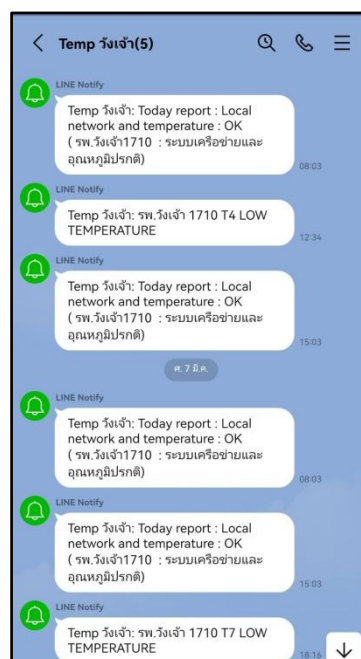 Temp วังเจ้า(5)
LINE Notify
Temp วังเจ้า: Today report : Local
network and temperature : OK
( รพ.วังเจ้า1710 : ระบบเครือข่ายและ
อุณหภูมิปรกติ)
08:03
LINE Notify
Temp วังเจ้า: รพ.วังเจ้า 1710 T4 LOW
TEMPERATURE
12:34
LINE Notify
Temp วังเจ้า: Today report : Local
network and temperature : OK
( รพ.วังเจ้า1710 : ระบบเครือข่ายและ
อุณหภูมิปรกติ)
15:03
ศ. 7 มี.ค.
LINE Notify
Temp วังเจ้า: Today report : Local
network and temperature : OK
( รพ.วังเจ้า1710 : ระบบเครือข่ายและ
อุณหภูมิปรกติ)
08:03
LINE Notify
Temp วังเจ้า: Today report : Local
network and temperature : OK
( รพ.วังเจ้า1710 : ระบบเครือข่ายและ
อุณหภูมิปรกติ)
15:03
LINE Notify
Temp วังเจ้า: รพ.วังเจ้า 1710 T7 LOW
TEMPERATURE
18:16